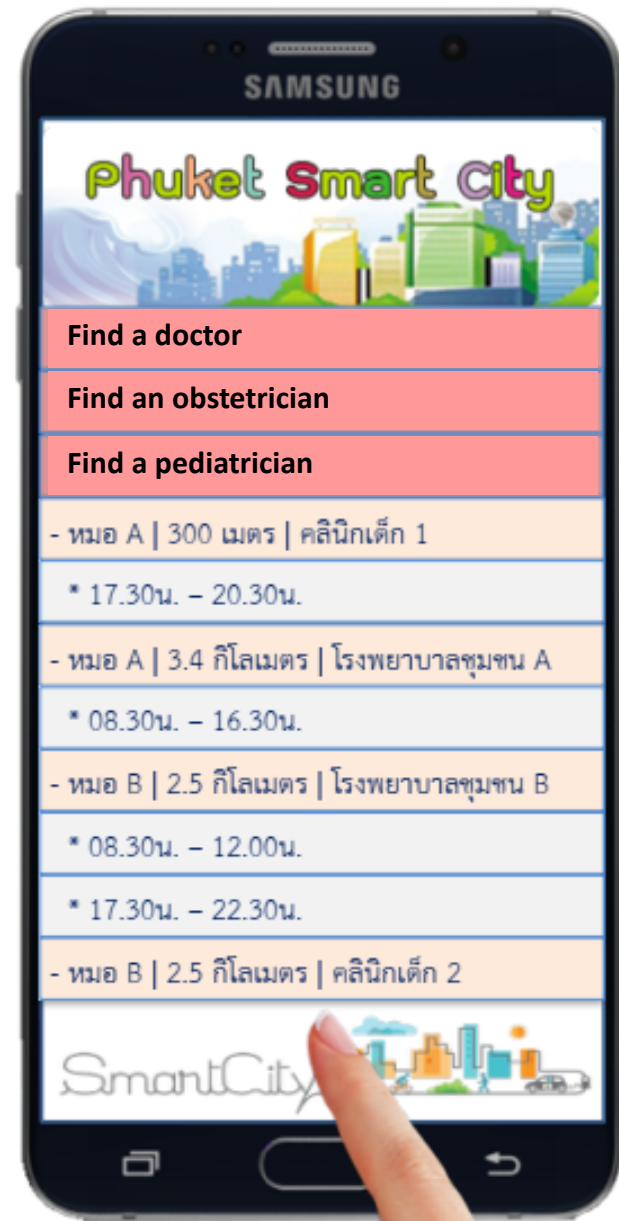 SAMSUNG
Phuket Smart City
Find a doctor
Find an obstetrician
Find a pediatrician
- หมอ A | 300 เมตร | คลินิกเด็ก 1
* 17.30น. – 20.30น.
- หมอ A | 3.4 กิโลเมตร | โรงพยาบาลชุมชน A
* 08.30น. – 16.30น.
- หมอ B | 2.5 กิโลเมตร | โรงพยาบาลชุมชน B
* 08.30น. – 12.00น.
* 17.30น. – 22.30น.
- หมอ B | 2.5 กิโลเมตร | คลินิกเด็ก 2
SmartCity